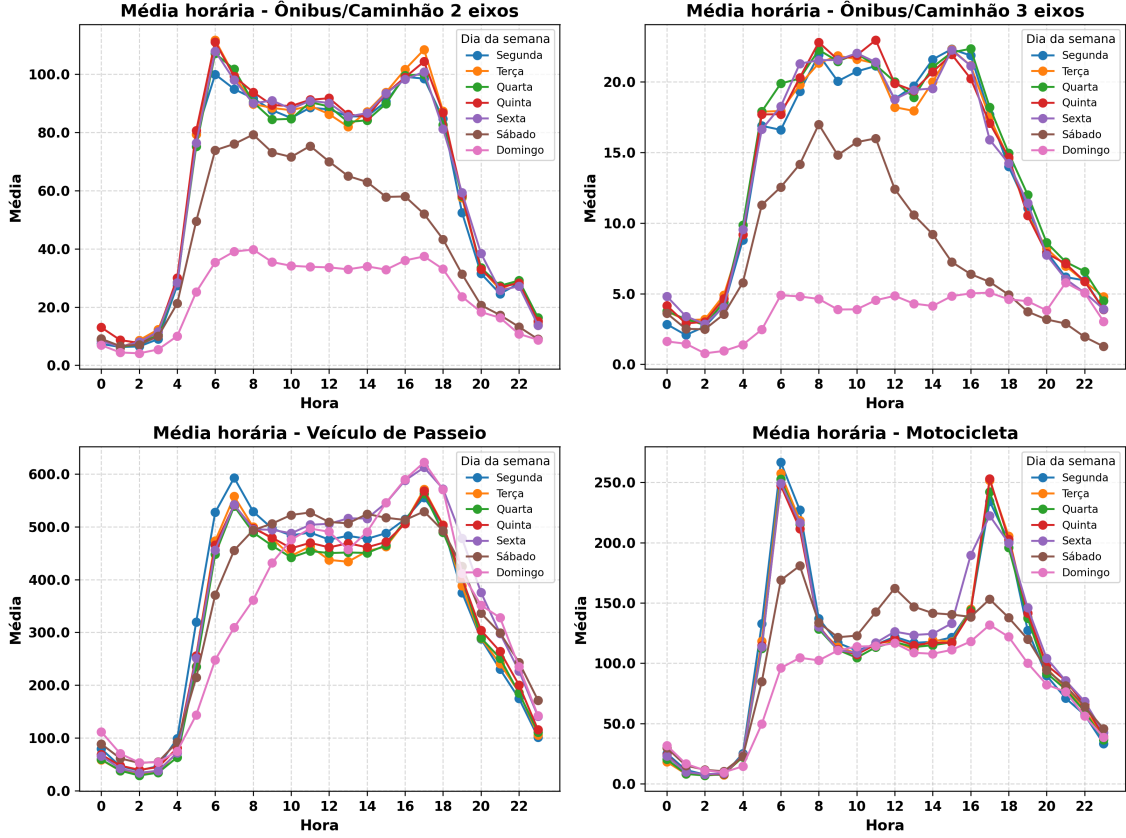 Média horária - Ônibus/Caminhão 2 eixos
Média
100.0
80.0
60.0
40.0
20.0
0.0
Dia da semana
Segunda
Terça
Quarta
Quinta
Sexta
Sábado
Domingo
0 2 4 6 8 10 12 14 16 18 20 22
Hora
Média horária - Ônibus/Caminhão 3 eixos
Média
20.0
15.0
10.0
5.0
0.0
Dia da semana
Segunda
Terça
Quarta
Quinta
Sexta
Sábado
Domingo
0 2 4 6 8 10 12 14 16 18 20 22
Hora
Média horária - Veículo de Passeio
Média
600.0
500.0
400.0
300.0
200.0
100.0
0.0
Dia da semana
Segunda
Terça
Quarta
Quinta
Sexta
Sábado
Domingo
0 2 4 6 8 10 12 14 16 18 20 22
Hora
Média horária - Motocicleta
Média
250.0
200.0
150.0
100.0
50.0
0.0
Dia da semana
Segunda
Terça
Quarta
Quinta
Sexta
Sábado
Domingo
0 2 4 6 8 10 12 14 16 18 20 22
Hora